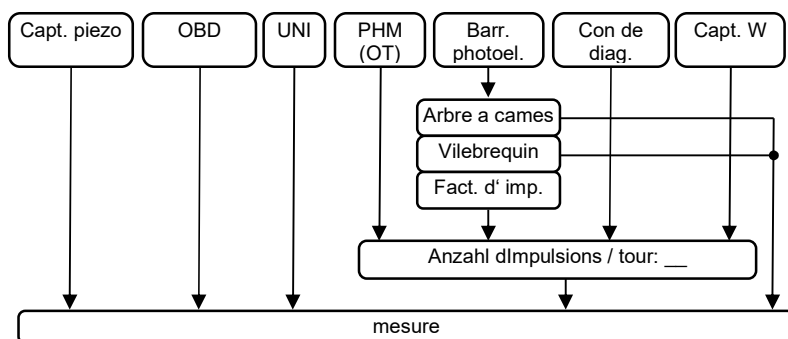 Capt. piezo
OBD
UNI
PHM
(OT)
Barr.
photoel.
Con de
diag.
Capt. W
Arbre a cames
Vilebrequin
Fact. d‘ imp.
Anzahl dImpulsions / tour: __
mesure